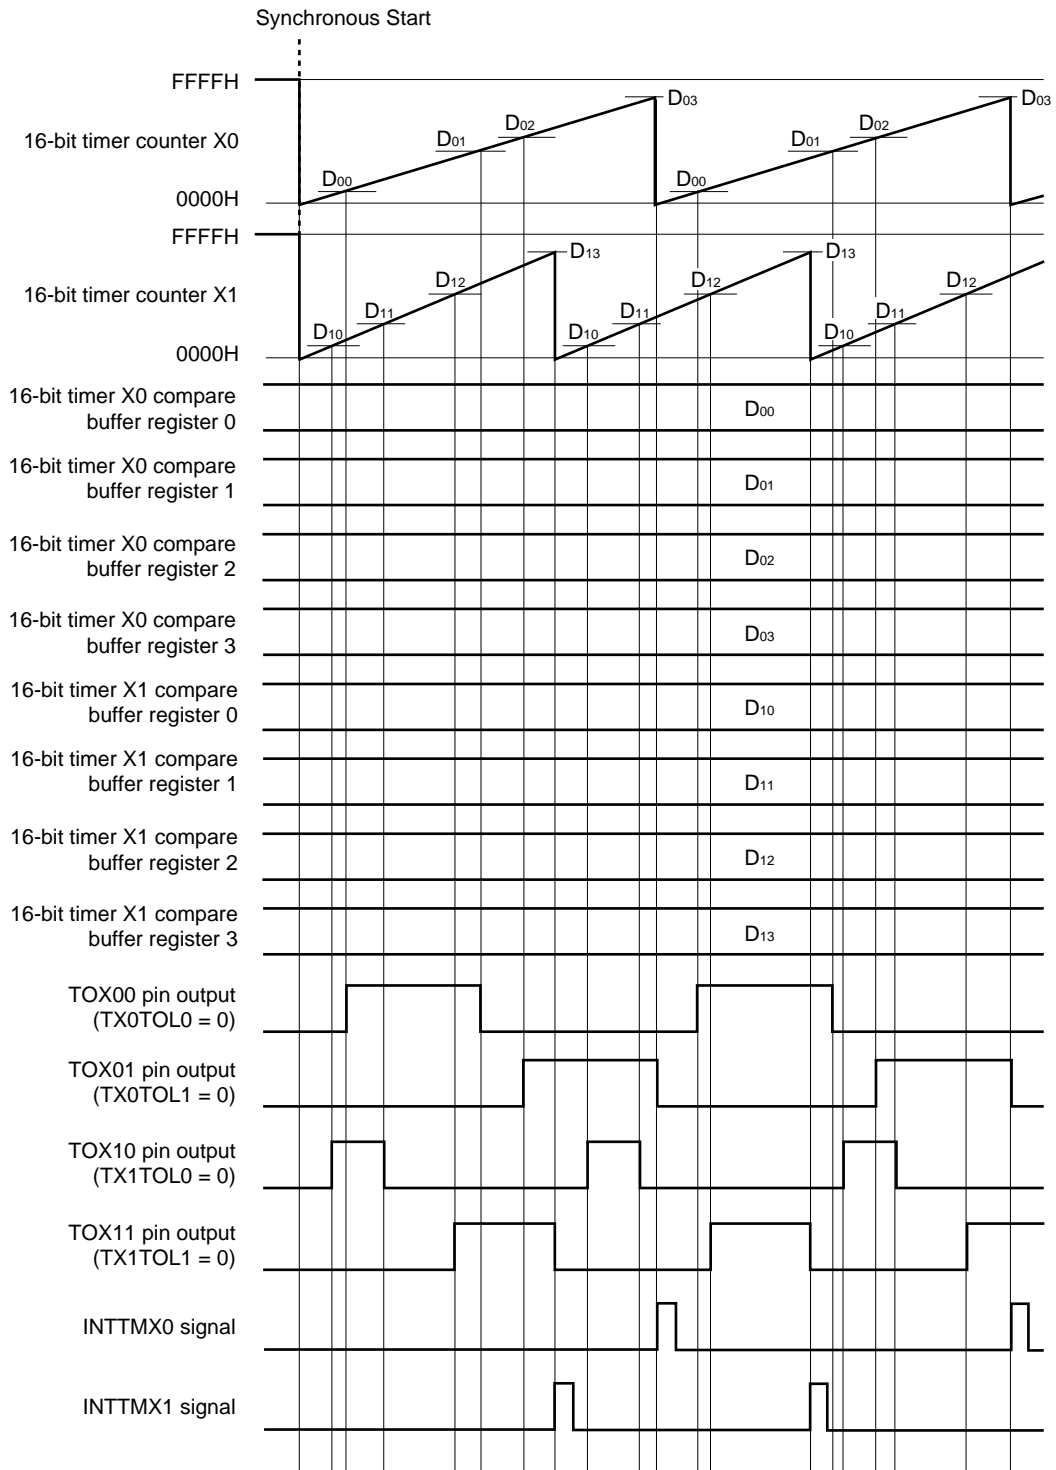 Synchronous Start
FFFFH
D03
D03
D02
D02
16-bit timer counter X0
D01
D01
D00
D00
0000H
FFFFH
D13
D13
16-bit timer counter X1
D12
D12
D12
D11
D11
D11
D10
D10
D10
0000H
16-bit timer X0 compare
buffer register 0
D00
16-bit timer X0 compare
buffer register 1
D01
16-bit timer X0 compare
buffer register 2
D02
16-bit timer X0 compare
buffer register 3
D03
16-bit timer X1 compare
buffer register 0
D10
16-bit timer X1 compare
buffer register 1
D11
16-bit timer X1 compare
buffer register 2
D12
16-bit timer X1 compare
buffer register 3
D13
TOX00 pin output
(TX0TOL0 = 0)
TOX01 pin output
(TX0TOL1 = 0)
TOX10 pin output
(TX1TOL0 = 0)
TOX11 pin output
(TX1TOL1 = 0)
INTTMX0 signal
INTTMX1 signal